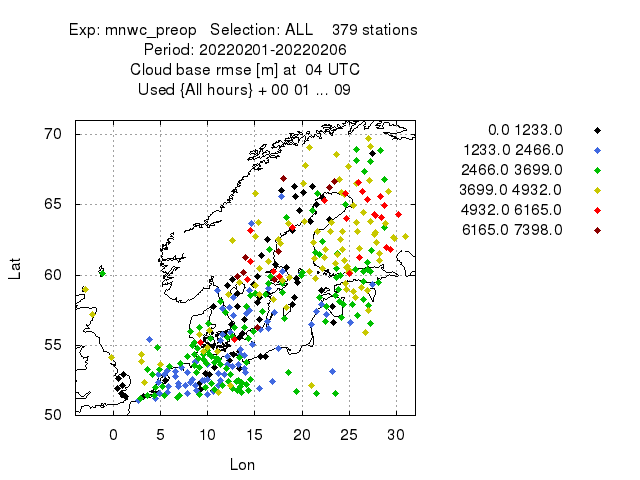 Exp: mnwc_preop   Selection: ALL    379 stations
Period: 20220201-20220206
Cloud base rmse [m] at  04 UTC
Used {All hours} + 00 01 ... 09
0.0 1233.0
1233.0 2466.0
2466.0 3699.0
3699.0 4932.0
4932.0 6165.0
6165.0 7398.0
70
65
60
55
50
Lat
0 5 10 15 20 25 30
Lon